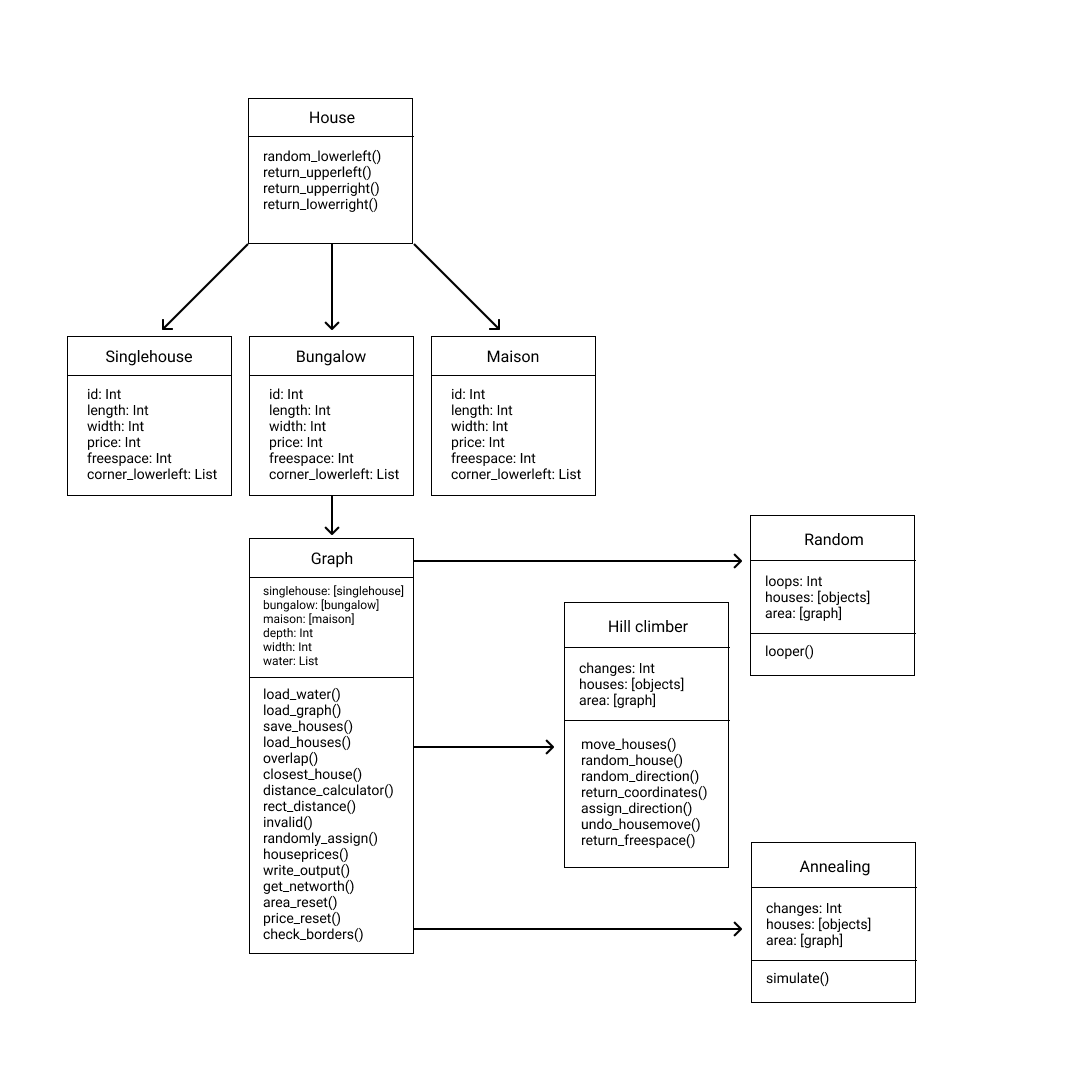 House
random_lowerleft()
return_upperleft()
return_upperright()
return_lowerright()
Singlehouse
id: Int
length: Int
width: Int
price: Int
freespace: Int
corner_lowerleft: List
Bungalow
id: Int
length: Int
width: Int
price: Int
freespace: Int
corner_lowerleft: List
Maison
id: Int
length: Int
width: Int
price: Int
freespace: Int
corner_lowerleft: List
Graph
singlehouse: [singlehouse]
bungalow: [bungalow]
maison: [maison]
depth: Int
width: Int
water: List
load_water()
load_graph()
save_houses()
load_houses()
overlap()
closest_house()
distance_calculator()
rect_distance()
invalid()
randomly_assign()
houseprices()
write_output()
get_networth()
area_reset()
price_reset()
check_borders()
Random
loops: Int
houses: [objects]
area: [graph]
looper()
Hill climber
changes: Int
houses: [objects]
area: [graph]
move_houses()
random_house()
random_direction()
return_coordinates()
assign_direction()
undo_housemove()
return_freespace()
Annealing
changes: Int
houses: [objects]
area: [graph]
simulate()